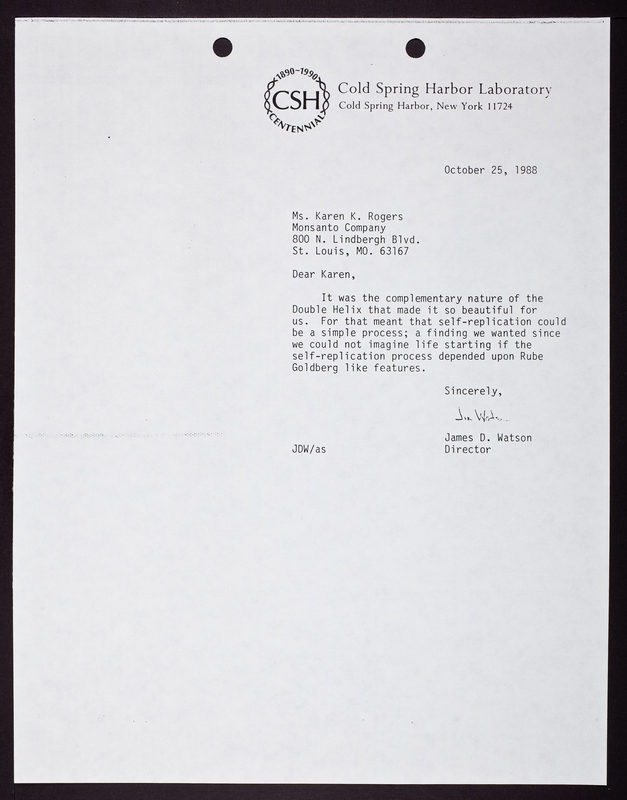 1890-1990
CSH
CENTENNIAL
Cold Spring Harbor Laboratory
Cold Spring Harbor, New York 11724
October 25, 1988
Ms. Karen K. Rogers
Monsanto Company
800 N. Lindbergh Blvd.
St. Louis, MO. 63167
Dear Karen,
It was the complementary nature of the
Double Helix that made it so beautiful for
us. For that meant that self-replication could
be a simple process; a finding we wanted since
we could not imagine life starting if the
self-replication process depended upon Rube
Goldberg like features.
Sincerely,
Jim Watson
James D. Watson
JDW/as
Director